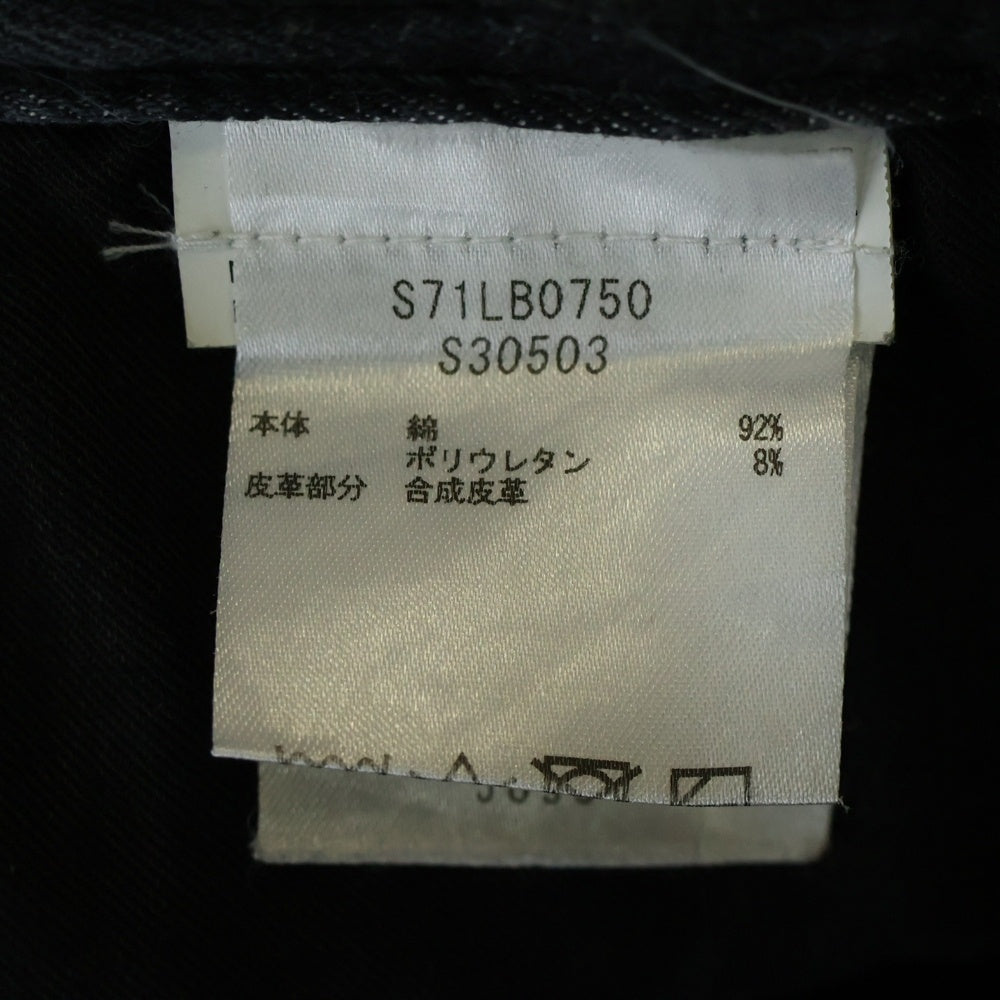 S71LB0750
S30503
本体 綿 92%
ポリウレタン 8%
皮革部分 合成皮革